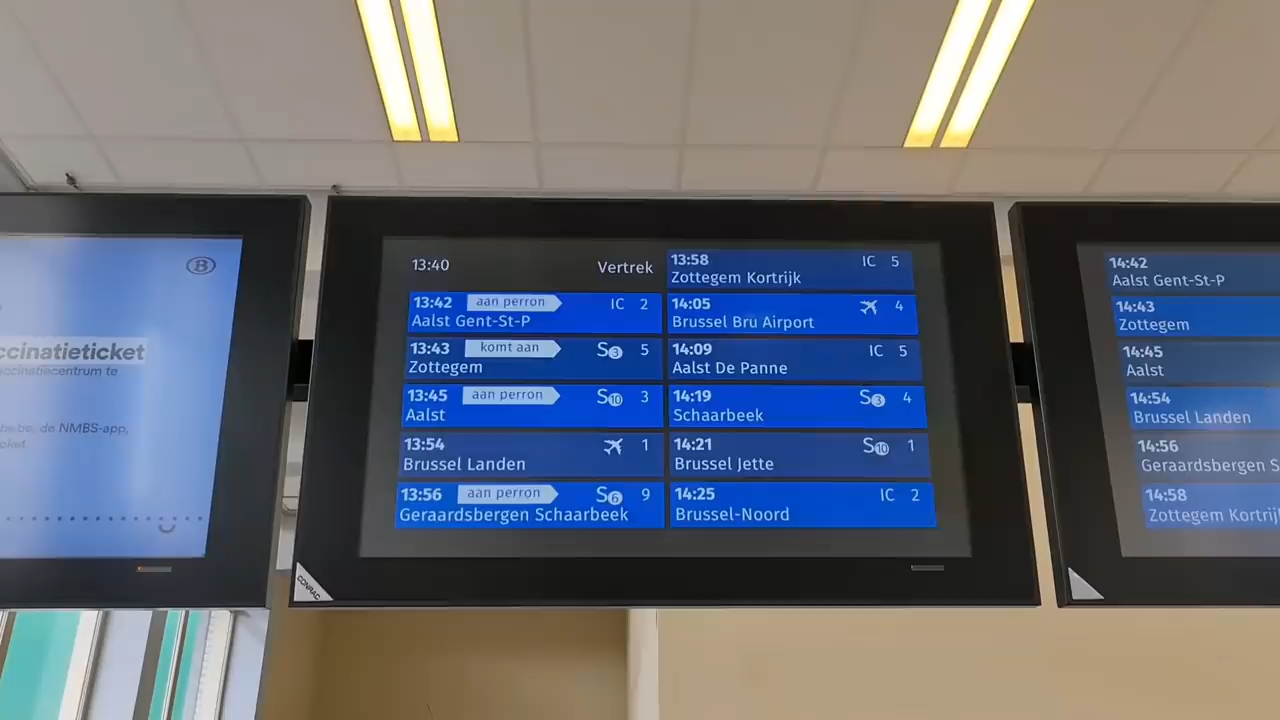 B
ccinatieticket
accinatiecentrum te
be, de NMBS-app,
oket.
13:40 Vertrek
13:42 aan perron IC 2
Aalst Gent-St-P
13:43 komt aan S3 5
Zottegem
13:45 aan perron S10 3
Aalst
13:54 1
Brussel Landen
13:56 aan perron S6 9
Geraardsbergen Schaarbeek
13:58 IC 5
Zottegem Kortrijk
14:05 4
Brussel Bru Airport
14:09 IC 5
Aalst De Panne
14:19 S3 4
Schaarbeek
14:21 S10 1
Brussel Jette
14:25 IC 2
Brussel-Noord
CONRAC
14:42
Aalst Gent-St-P
14:43
Zottegem
14:45
Aalst
14:54
Brussel Landen
14:56
Geraardsbergen S
14:58
Zottegem Kortrij